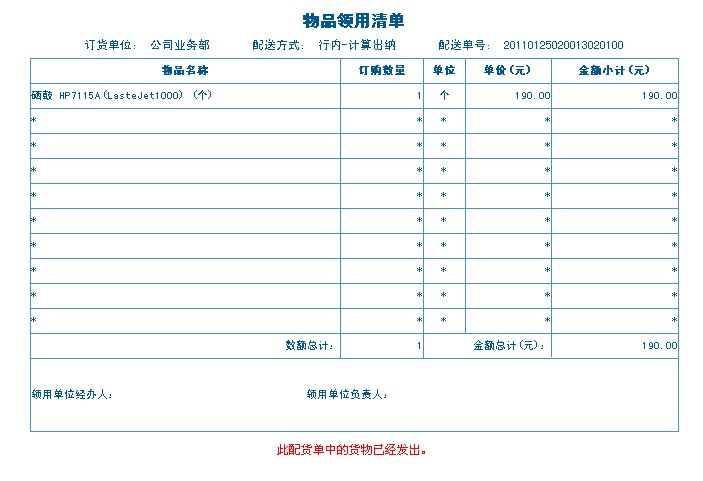 物品领用清单
订货单位： 公司业务部 配送方式： 行内-计算出纳 配送单号： 20110125020013020100
物品名称 订购数量 单位 单价(元) 金额小计(元)
硒鼓 HP7115A(LasteJet1000) (个) 1 个 190.00 190.00
* * * * *
* * * * *
* * * * *
* * * * *
* * * * *
* * * * *
* * * * *
* * * * *
* * * * *
数额总计： 1 金额总计(元)： 190.00
领用单位经办人： 领用单位负责人：
此配货单中的货物已经发出。